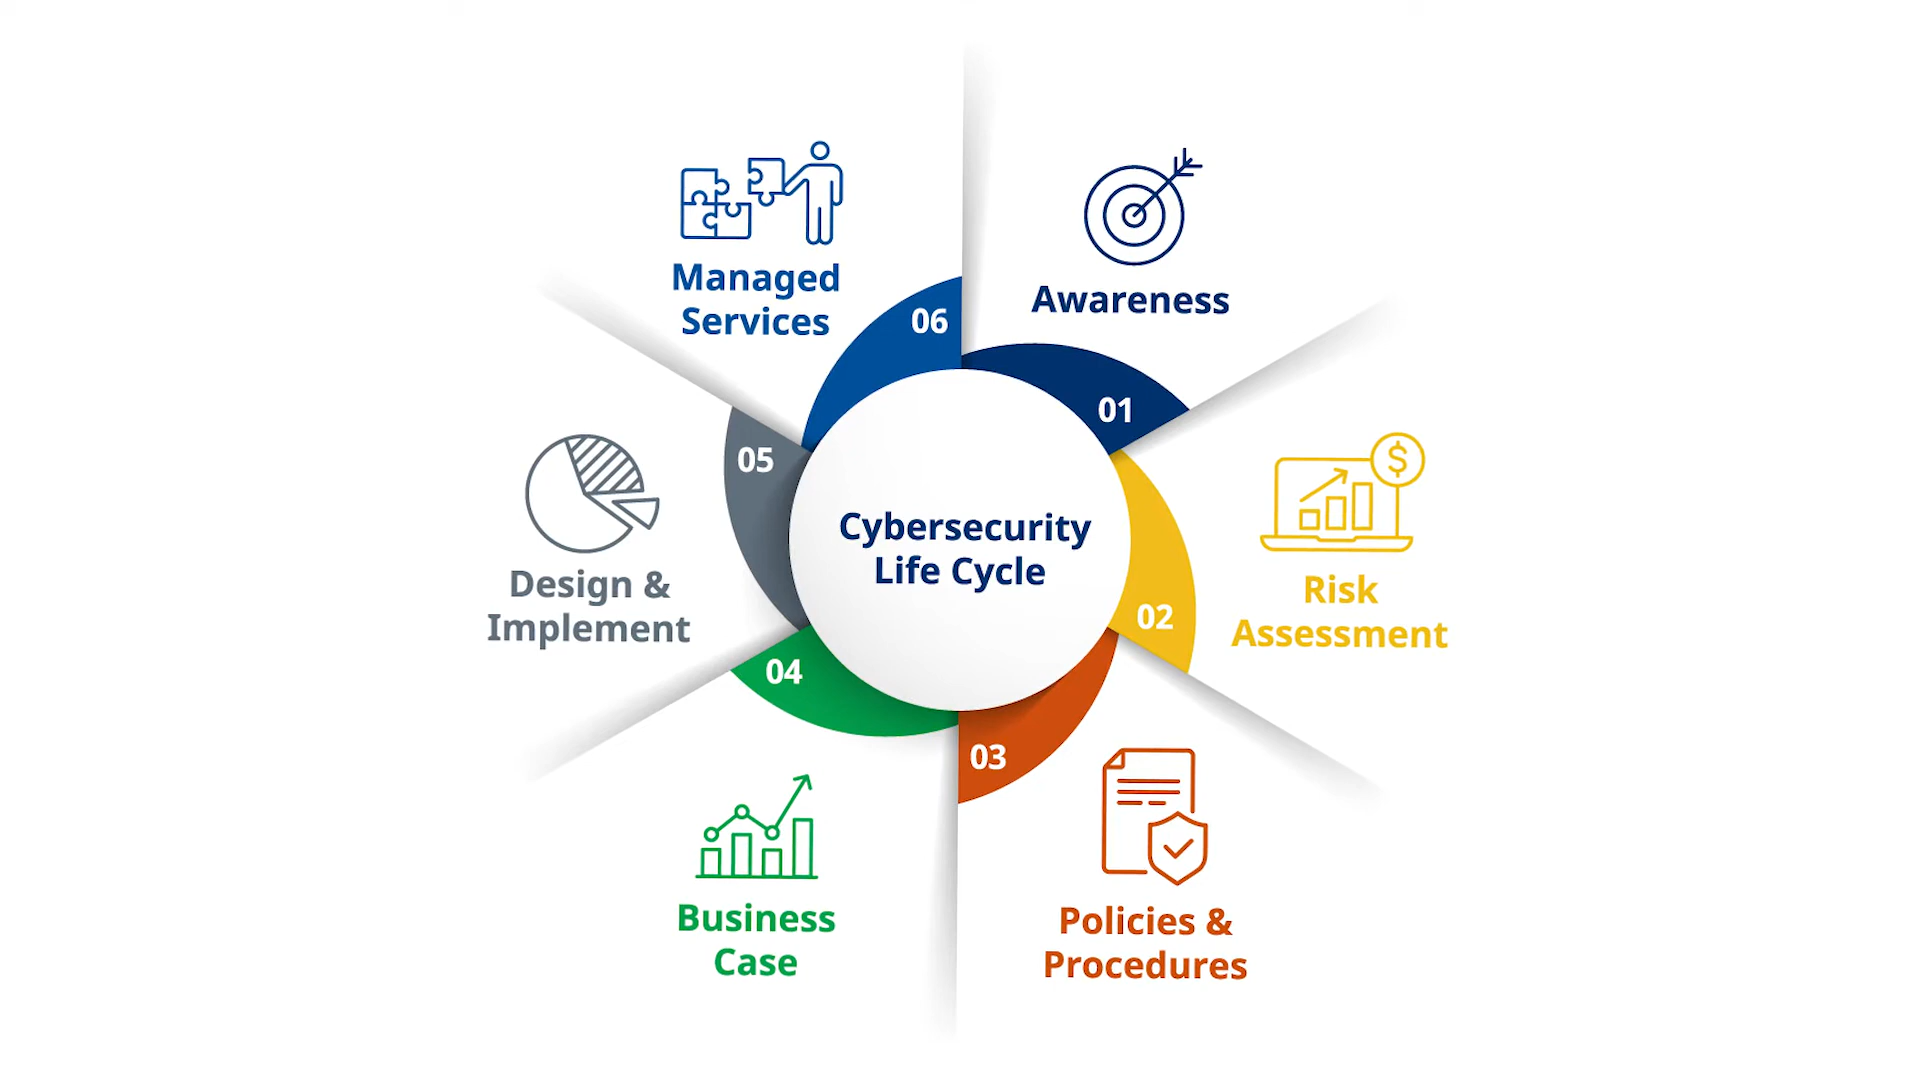 Cybersecurity
Life Cycle
01
Awareness
02
Risk
Assessment
03
Policies &
Procedures
04
Business
Case
05
Design &
Implement
06
Managed
Services
$